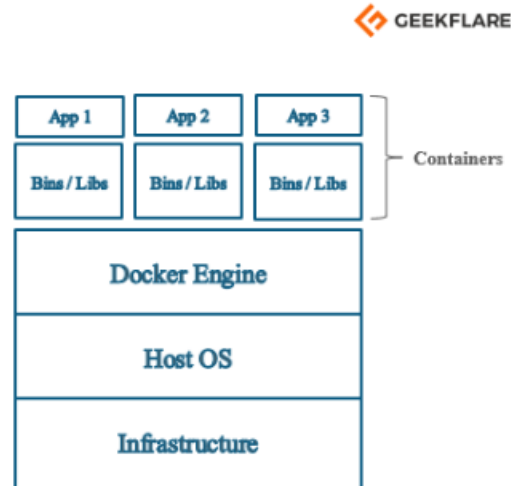 GEEKFLARE
App 1 App 2 App 3
Bins / Libs Bins / Libs Bins / Libs
Containers
Docker Engine
Host OS
Infrastructure